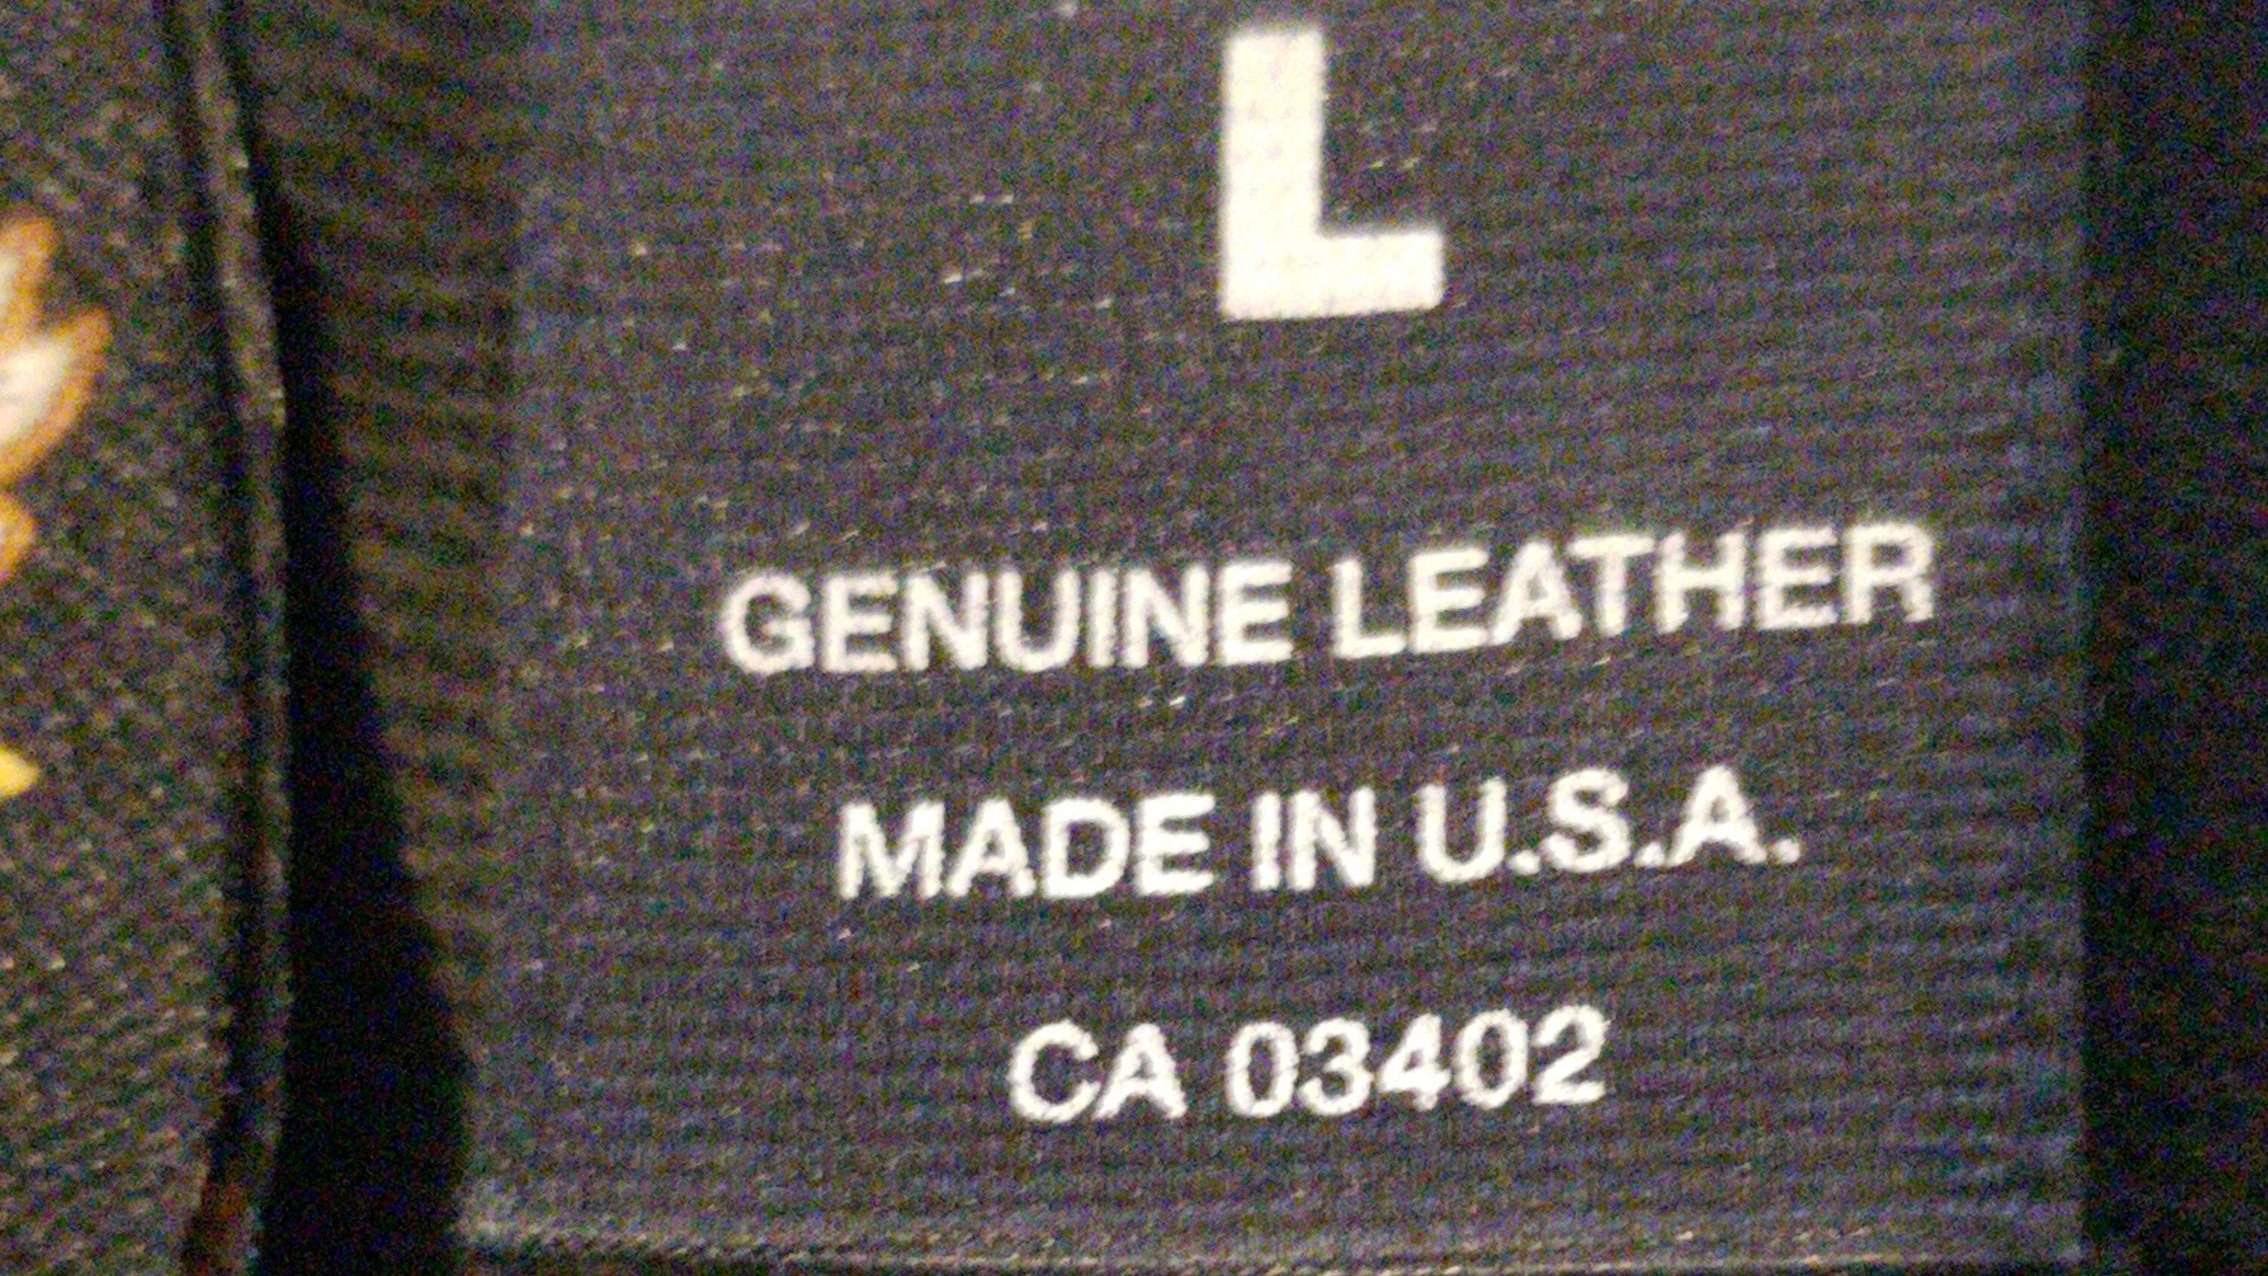 L
GENUINE LEATHER
MADE IN U.S.A.
CA 03402